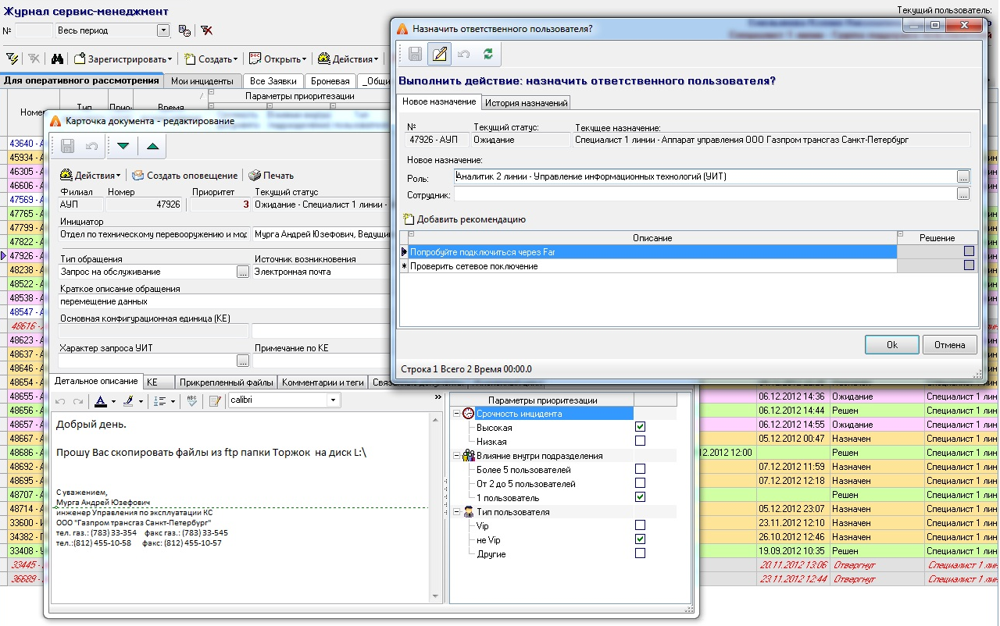 Журнал сервис-менеджмент
Текущий пользователь:
№ Весь период
Зарегистрировать Создать Открыть Действия
Для оперативного рассмотрения Мои инциденты Все Заявки Броневая _Общи
Параметры приоритезации
Номер Тип Прио- Время
43640 - А
45934 - А
46305 - А
46606 - А
47569 - А
47765 - А
47799 - А
47822 - А
47926 - А
48238 - А
48522 - А
48538 - А
48547 - А
48616 - А
48623 - А
48637 - А
48646 - А
48654 - А
48655 - А
48656 - А
48657 - А
48667 - А
48686 - А
48692 - А
48695 - А
48707 - А
48714 - А
33600 - И
34382 - Г
33408 - У
33445 -
36689 -
Карточка документа - редактирование
Действия Создать оповещение Печать
Филиал Номер Приоритет Текущий статус
АУП 47926 3 Ожидание - Специалист 1 линии -
Инициатор
Отдел по техническому перевооружению и мод Мурга Андрей Юзефович, Ведущи
Тип обращения Источник возникновения
Запрос на обслуживание ... Электронная почта
Краткое описание обращения
перемещение данных
Основная конфигурационная единица (КЕ)
Характер запроса УИТ Примечание по КЕ
...
Детальное описание КЕ Прикрепленный файлы Комментарии и теги
calibri
Добрый день.
Прошу Вас скопировать файлы из ftp папки Торжок на диск L:\
С уважением,
Мурга Андрей Юзефович
инженер Управления по эксплуатации КС
ООО "Газпром трансгаз Санкт-Петербург"
тел. газ.: (783) 33-354 факс газ.: (783) 33-545
тел.:(812) 455-10-58 факс: (812) 455-10-57
Параметры приоритезации
Срочность инцидента
Высокая
Низкая
Влияние внутри подразделения
Более 5 пользователей
От 2 до 5 пользователей
1 пользователь
Тип пользователя
Vip
не Vip
Другие
Назначить ответственного пользователя?
Выполнить действие: назначить ответственного пользователя?
Новое назначение История назначений
№ Текущий статус: Текущее назначение:
47926 - АУП Ожидание Специалист 1 линии - Аппарат управления ООО Газпром трансгаз Санкт-Петербург
Новое назначение:
Роль: Аналитик 2 линии - Управление информационных технологий (УИТ) ...
Сотрудник: ...
Добавить рекомендацию
Описание Решение
Попробуйте подключиться через Far
Проверить сетевое поключение
Ok Отмена
Строка 1 Всего 2 Время 00:00.0
06.12.2012 14:36 Ожидание Специалист 1 лин
06.12.2012 14:44 Решен Специалист 1 лин
06.12.2012 14:55 Ожидание Специалист 1 лин
05.12.2012 00:47 Назначен Специалист 1 лин
2.2012 12:00 Решен Специалист 1 лин
07.12.2012 11:59 Назначен Специалист 1 лин
07.12.2012 12:18 Назначен Специалист 1 лин
Решен Специалист 1 лин
05.12.2012 23:07 Назначен Специалист 1 лин
23.11.2012 12:10 Назначен Специалист 1 лин
26.10.2012 12:46 Назначен Специалист 1 лин
19.09.2012 10:35 Решен Специалист 1 лин
20.11.2012 13:06 Отвергнут Специалист 1 лин
23.11.2012 12:44 Отвергнут Специалист 1 лин